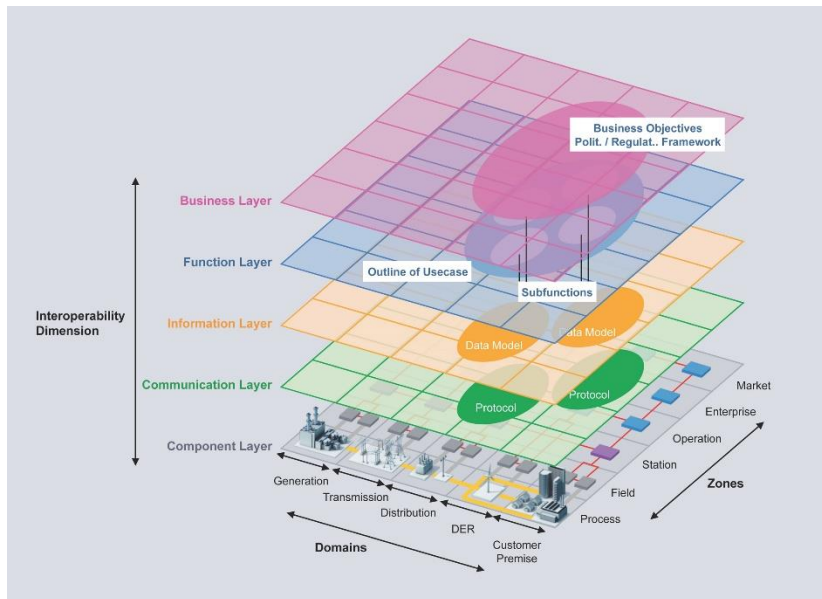 Business Objectives
Polit. / Regulat.. Framework
Business Layer
Function Layer
Outline of Usecase
Subfunctions
Interoperability
Dimension
Information Layer
Data Model
Data Model
Communication Layer
Protocol
Protocol
Component Layer
Market
Enterprise
Operation
Station
Field
Process
Zones
Generation
Transmission
Distribution
DER
Customer
Premise
Domains